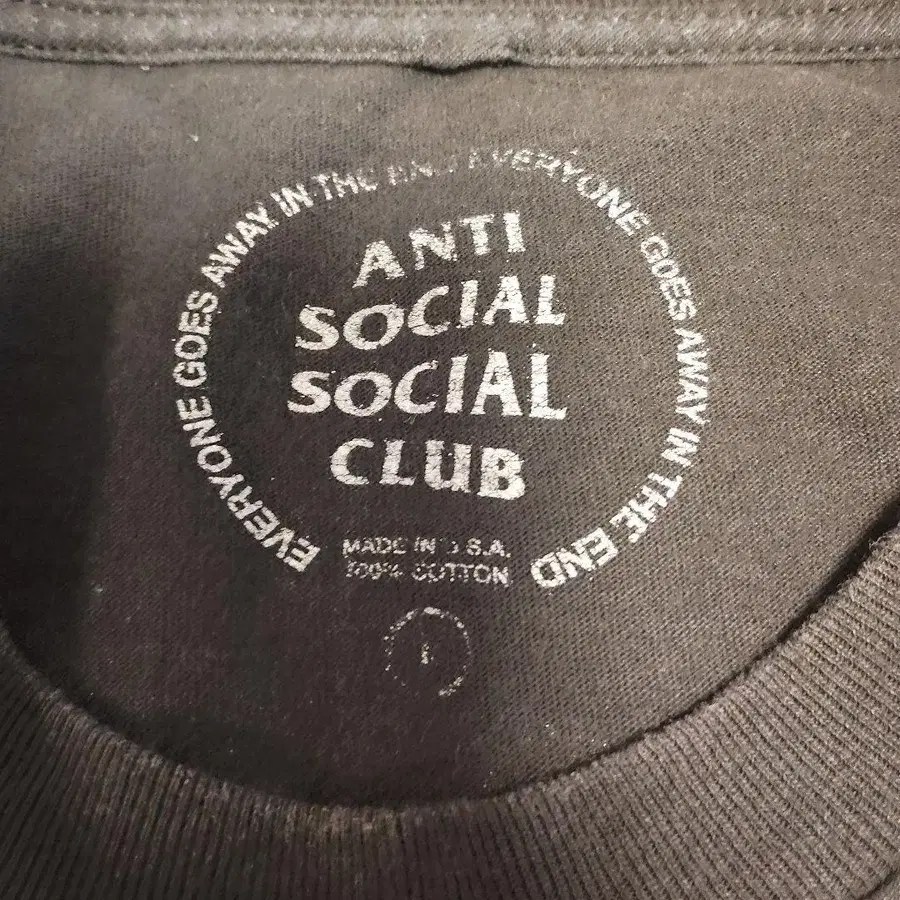 EVERYONE GOES AWAY IN THE END EVERYONE GOES AWAY IN THE END
ANTI
SOCIAL
SOCIAL
CLUB
MADE IN U.S.A.
100% COTTON